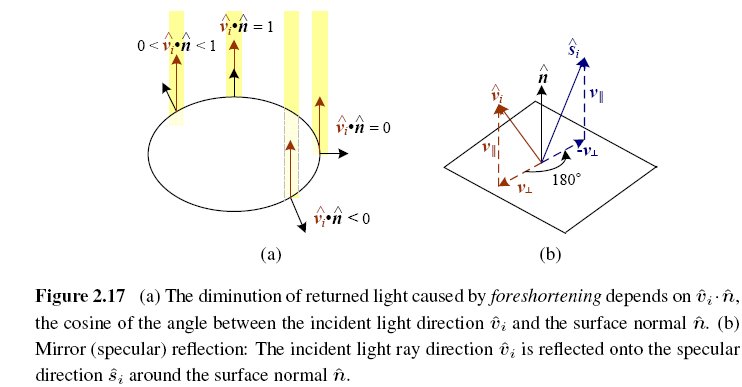 v̂ᵢ•n̂ = 1
0 < v̂ᵢ•n̂ < 1
v̂ᵢ•n̂ = 0
v̂ᵢ•n̂ < 0
(a)
ŝᵢ
n̂
v̂ᵢ
v∥
v∥
-v⊥
180°
v⊥
(b)
Figure 2.17 (a) The diminution of returned light caused by foreshortening depends on v̂ᵢ · n̂,
the cosine of the angle between the incident light direction v̂ᵢ and the surface normal n̂. (b)
Mirror (specular) reflection: The incident light ray direction v̂ᵢ is reflected onto the specular
direction ŝᵢ around the surface normal n̂.